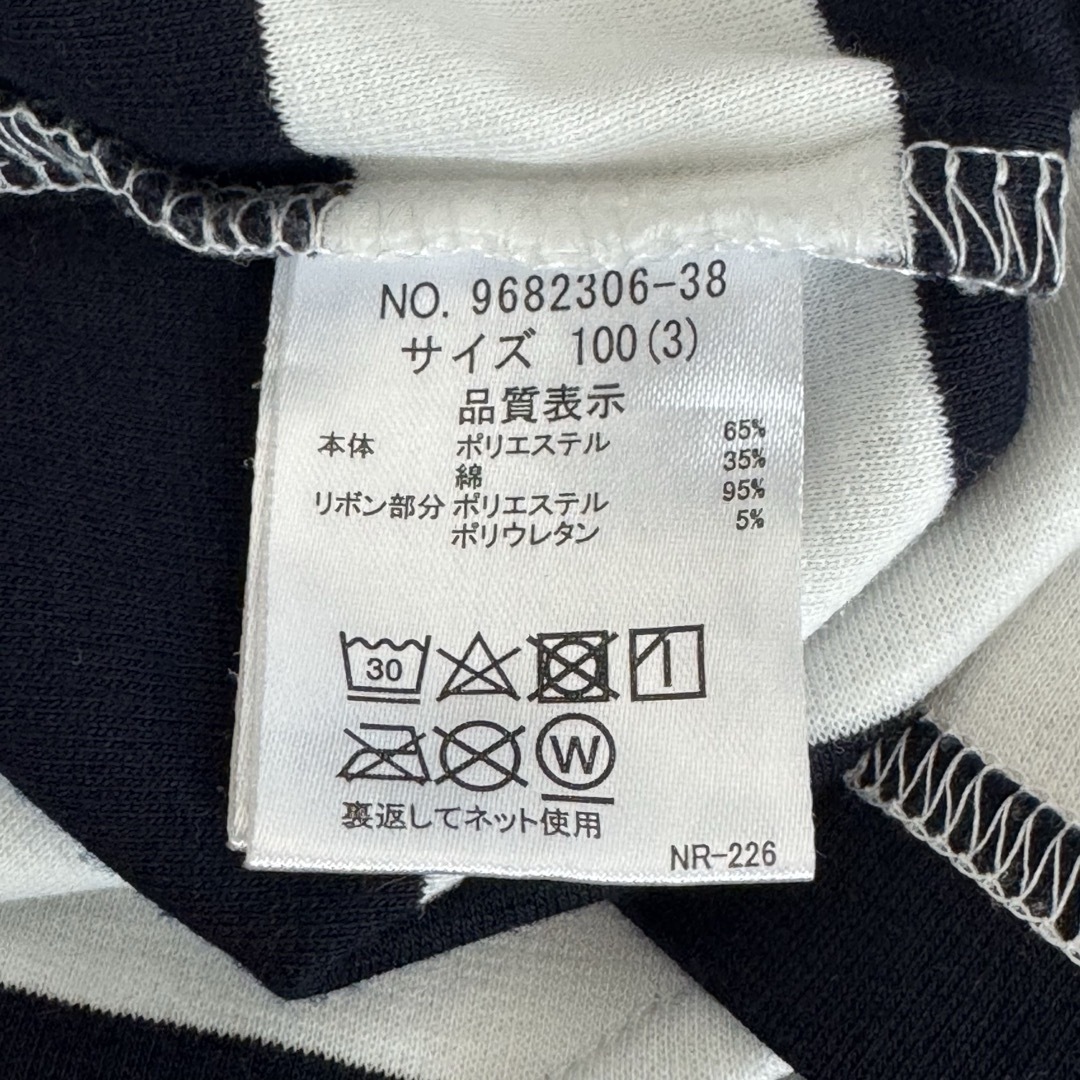 NO. 9682306-38
サイズ 100(3)
品質表示
本体 ポリエステル 65%
綿 35%
リボン部分 ポリエステル 95%
ポリウレタン 5%
30
W
裏返してネット使用
NR-226